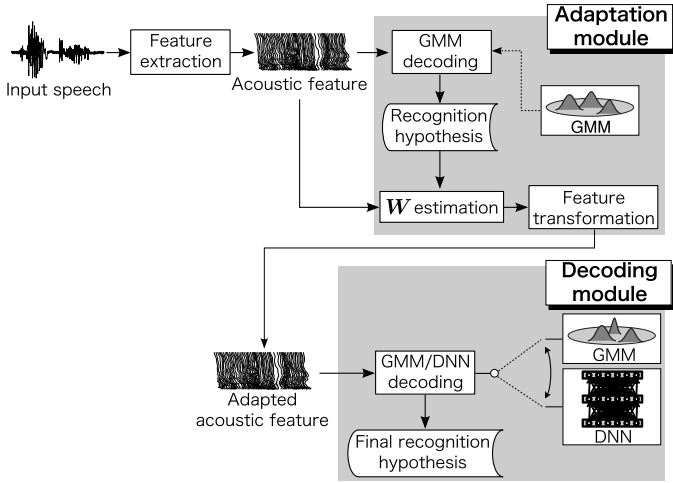 Adaptation
module
Feature
extraction
GMM
decoding
Input speech
Acoustic feature
Recognition
hypothesis
GMM
W estimation
Feature
transformation
Decoding
module
GMM
GMM/DNN
decoding
Adapted
acoustic feature
DNN
Final recognition
hypothesis